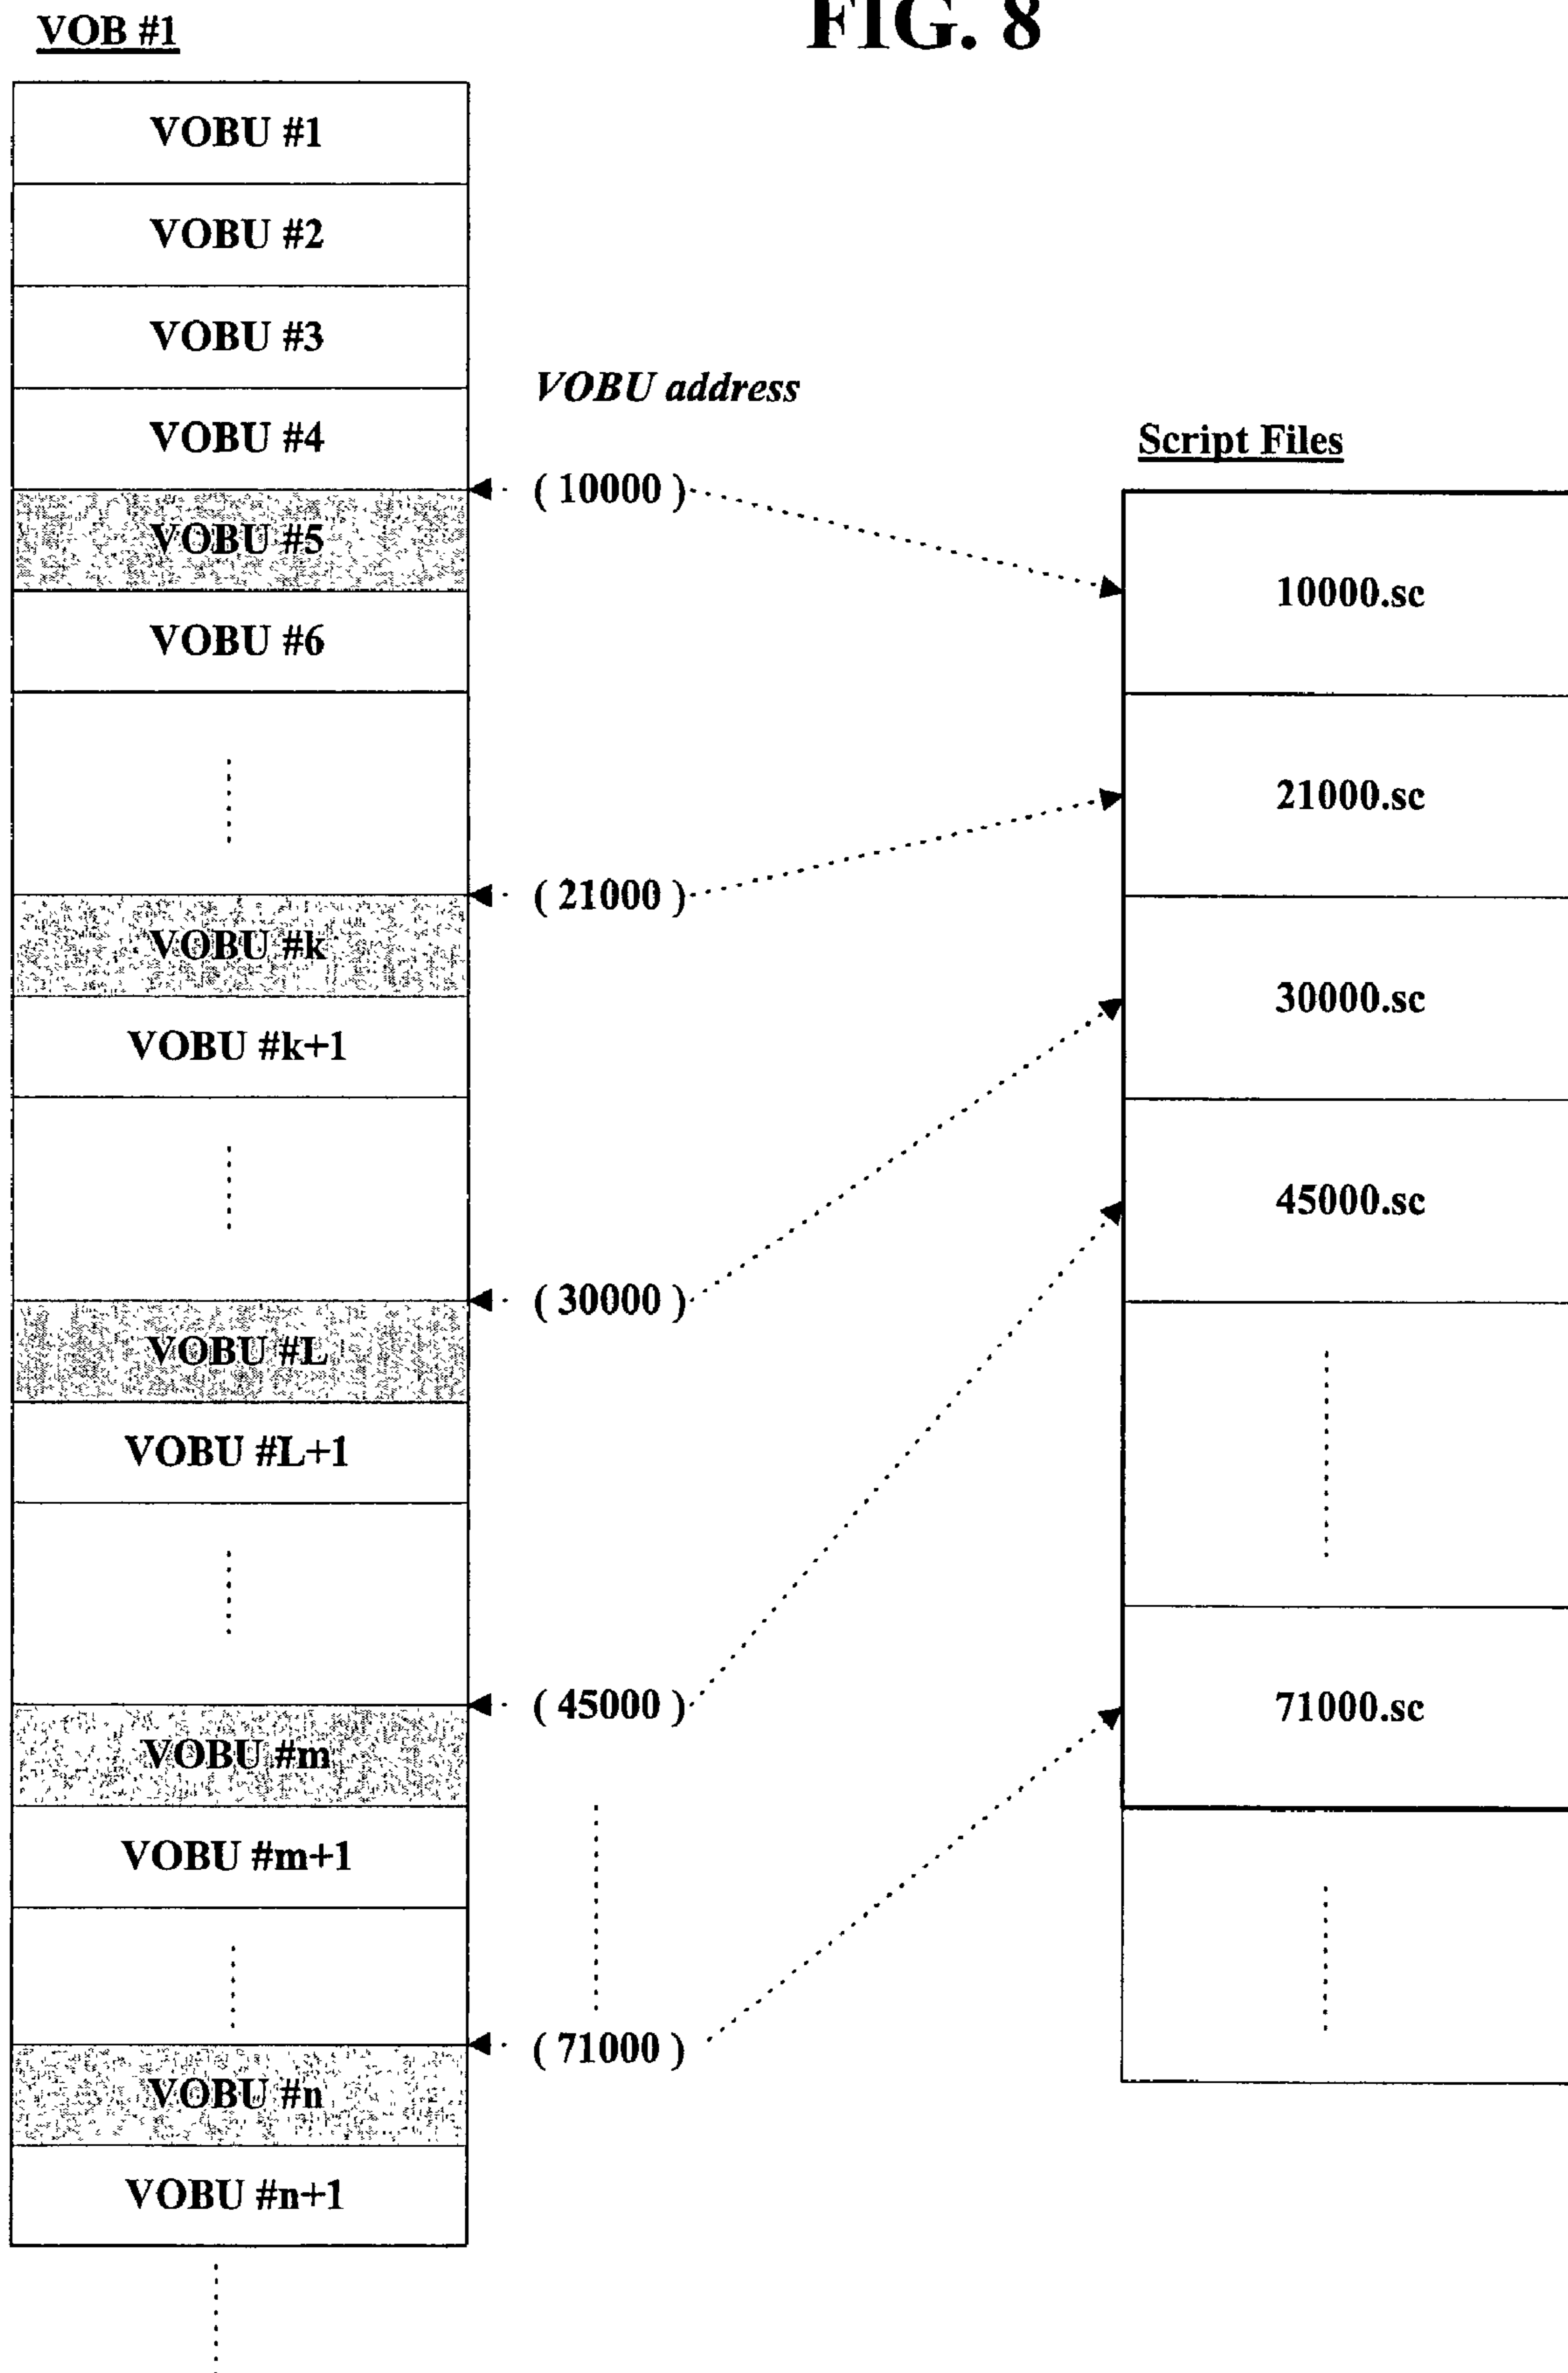 FIG. 8
VOB #1
VOBU #1
VOBU #2
VOBU #3
VOBU #4
VOBU #5
VOBU #6
VOBU #k
VOBU #k+1
VOBU #L
VOBU #L+1
VOBU #m
VOBU #m+1
VOBU #n
VOBU #n+1
VOBU address
( 10000 )
( 21000 )
( 30000 )
( 45000 )
( 71000 )
Script Files
10000.sc
21000.sc
30000.sc
45000.sc
71000.sc